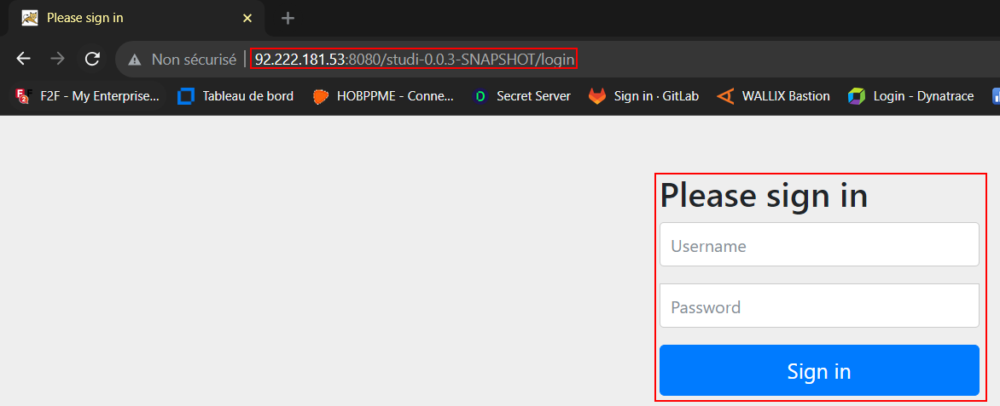 Please sign in
Non sécurisé | 92.222.181.53:8080/studi-0.0.3-SNAPSHOT/login
F2F - My Enterprise... Tableau de bord HOBPPME - Conne... Secret Server Sign in · GitLab WALLIX Bastion Login - Dynatrace
Please sign in
Username
Password
Sign in